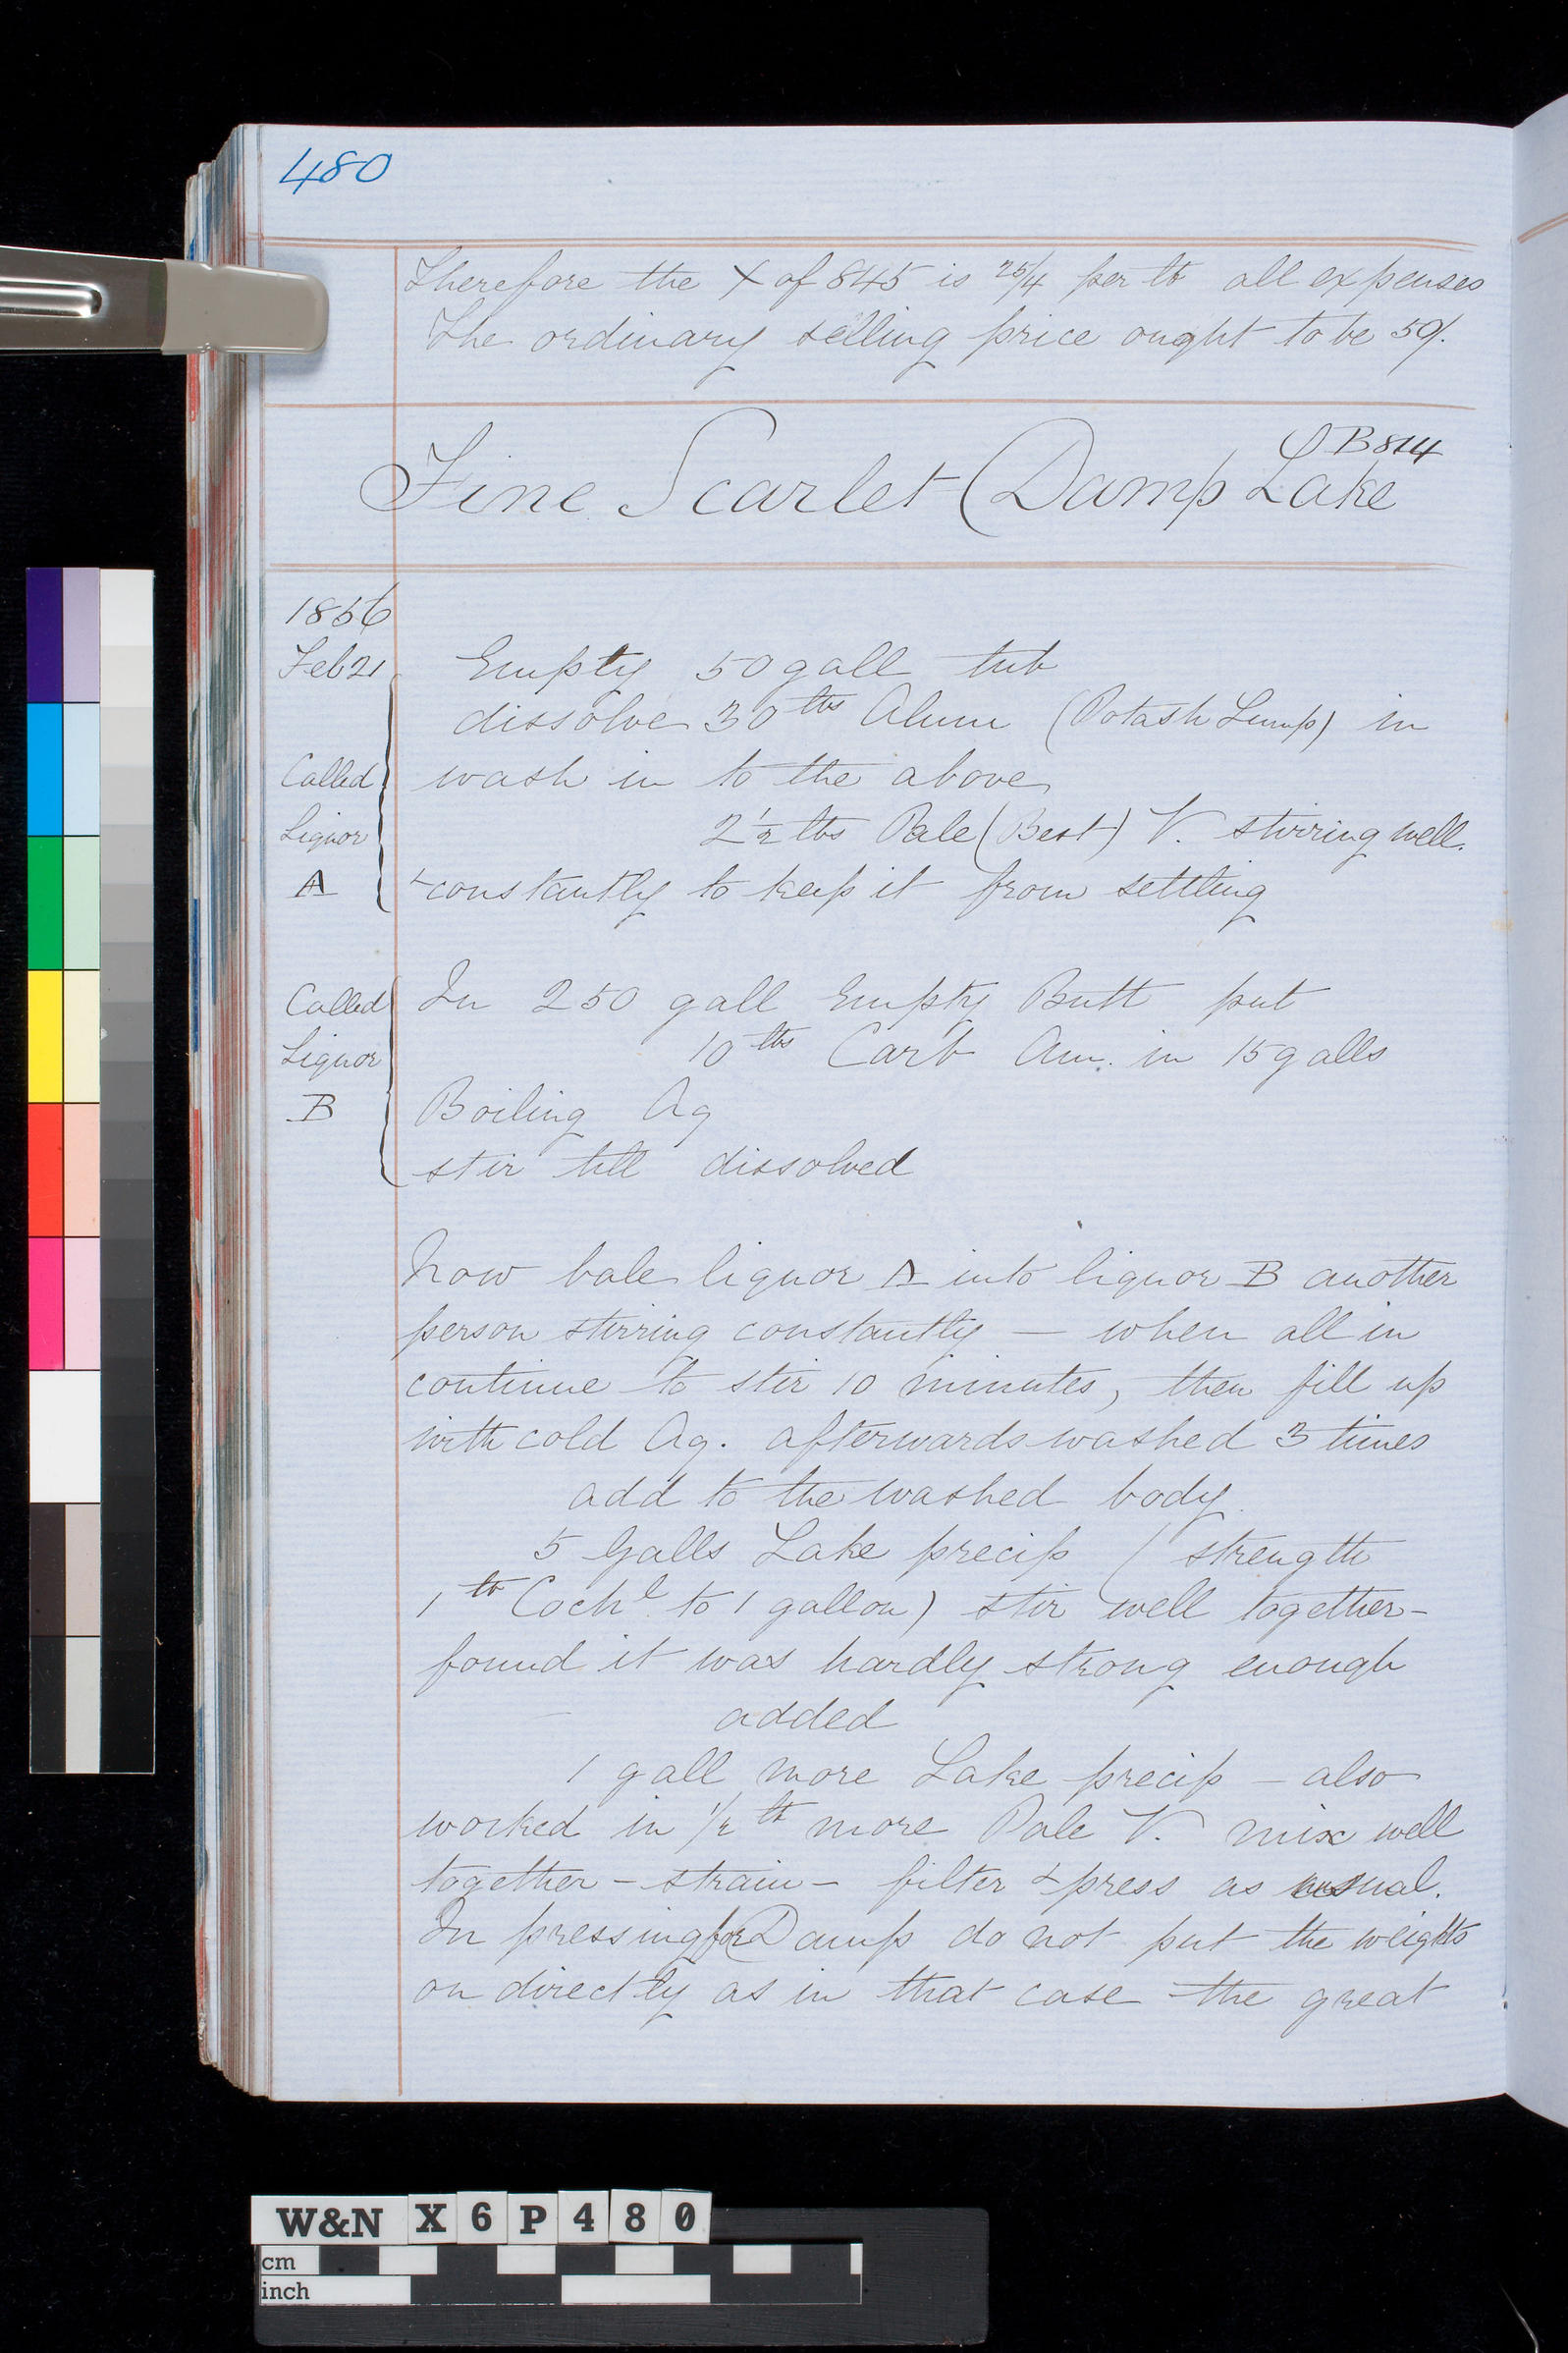 480
Therefore the X of 845 is 25/4 per lb all expenses
The ordinary selling price ought to be 50/.
B814
Fine Scarlet (Damp Lake
1856
Feb 21 Empty 50 gall tub
dissolve 30 lbs Alum (Potash Lump) in
Called wash in to the above
Liquor 2½ lbs Pale (Best) V. stirring well.
A & constantly to keep it from settling
Called In 250 gall Empty Butt put
Liquor 10 lbs Carb Am. in 15 galls
B Boiling Aq
stir till dissolved
Now bale liquor A into liquor B another
person stirring constantly — when all in
continue to stir 10 minutes, then fill up
with cold Aq. afterwards washed 3 times
add to the washed body
5 Galls Lake precip (strength
1 lb Cochl to 1 gallon) stir well together -
found it was hardly strong enough
added
1 gall more Lake precip - also
worked in 1/2 lb more Pale V. mix well
together - strain - filter & press as usual.
In pressing for Damp do not put the weights
on directly as in that case the great
W&N X6P480
cm
inch